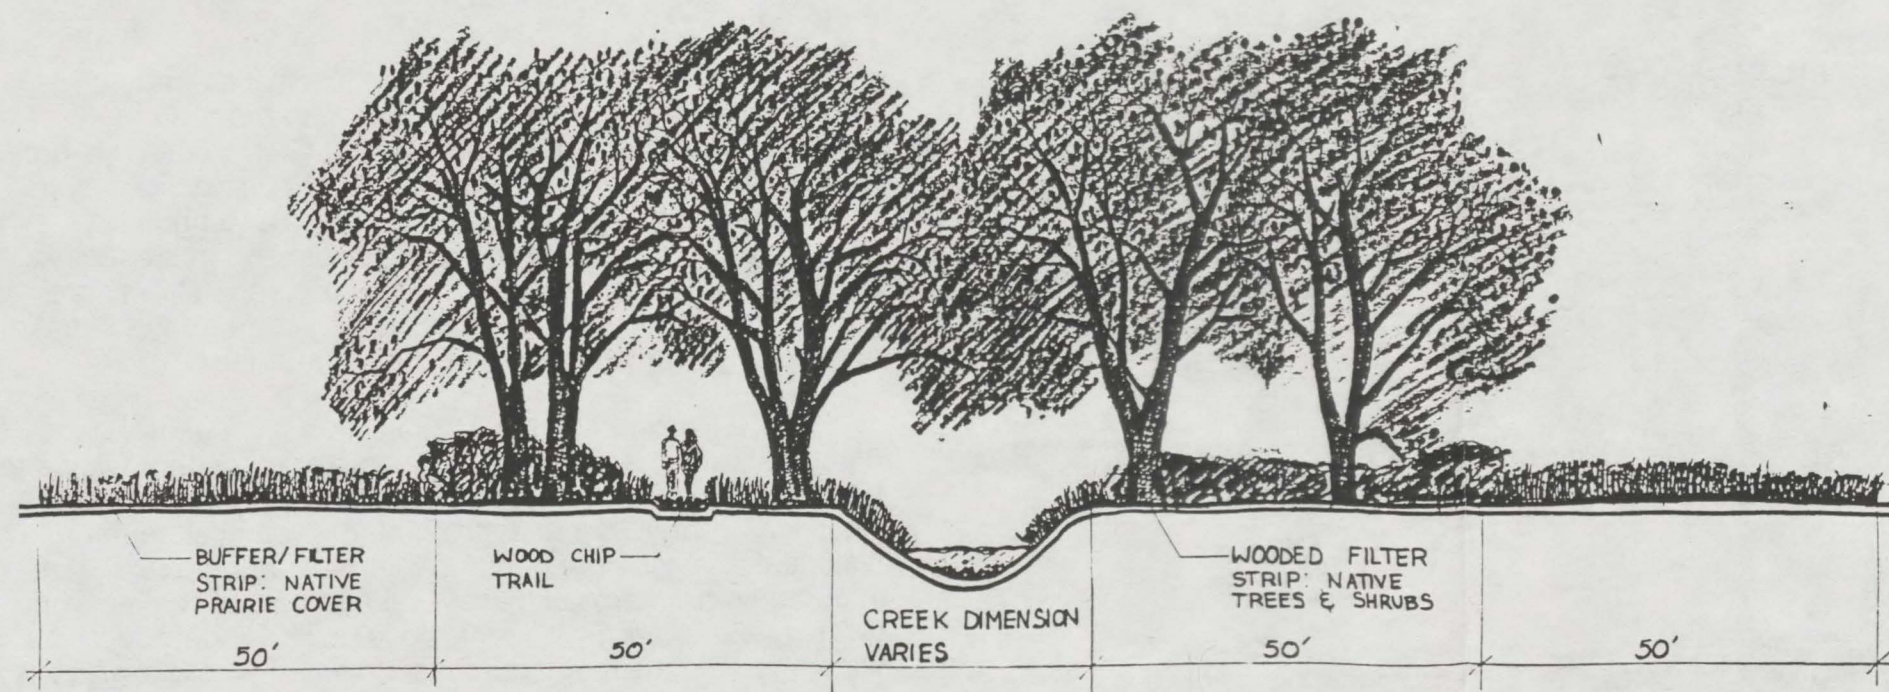 BUFFER/FILTER
STRIP: NATIVE
PRAIRIE COVER
WOOD CHIP
TRAIL
CREEK DIMENSION
VARIES
WOODED FILTER
STRIP: NATIVE
TREES & SHRUBS
50'
50'
50'
50'